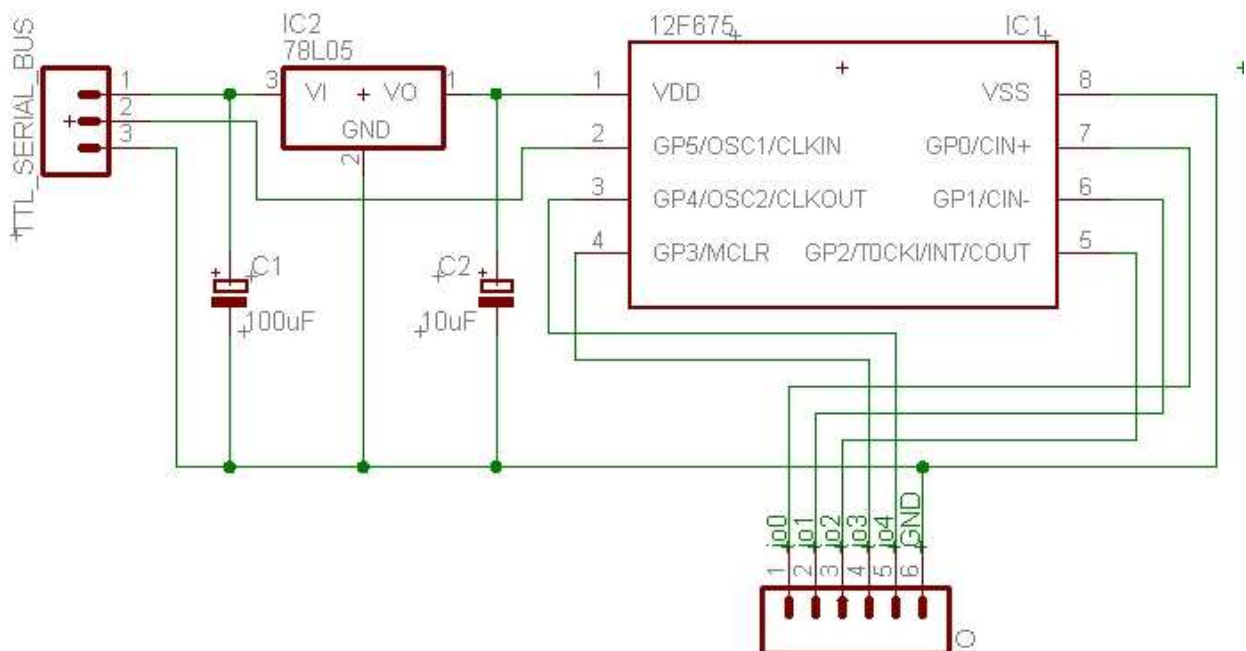 TTL_SERIAL_BUS
1
2
3
IC2
78L05
3
VI
VO
1
GND
2
C1
100uF
C2
10uF
12F675
IC1
1
VDD
VSS
8
2
GP5/OSC1/CLKIN
GP0/CIN+
7
3
GP4/OSC2/CLKOUT
GP1/CIN-
6
4
GP3/MCLR
GP2/T0CKI/INT/COUT
5
io0
io1
io2
io3
io4
GND
1
2
3
4
5
6